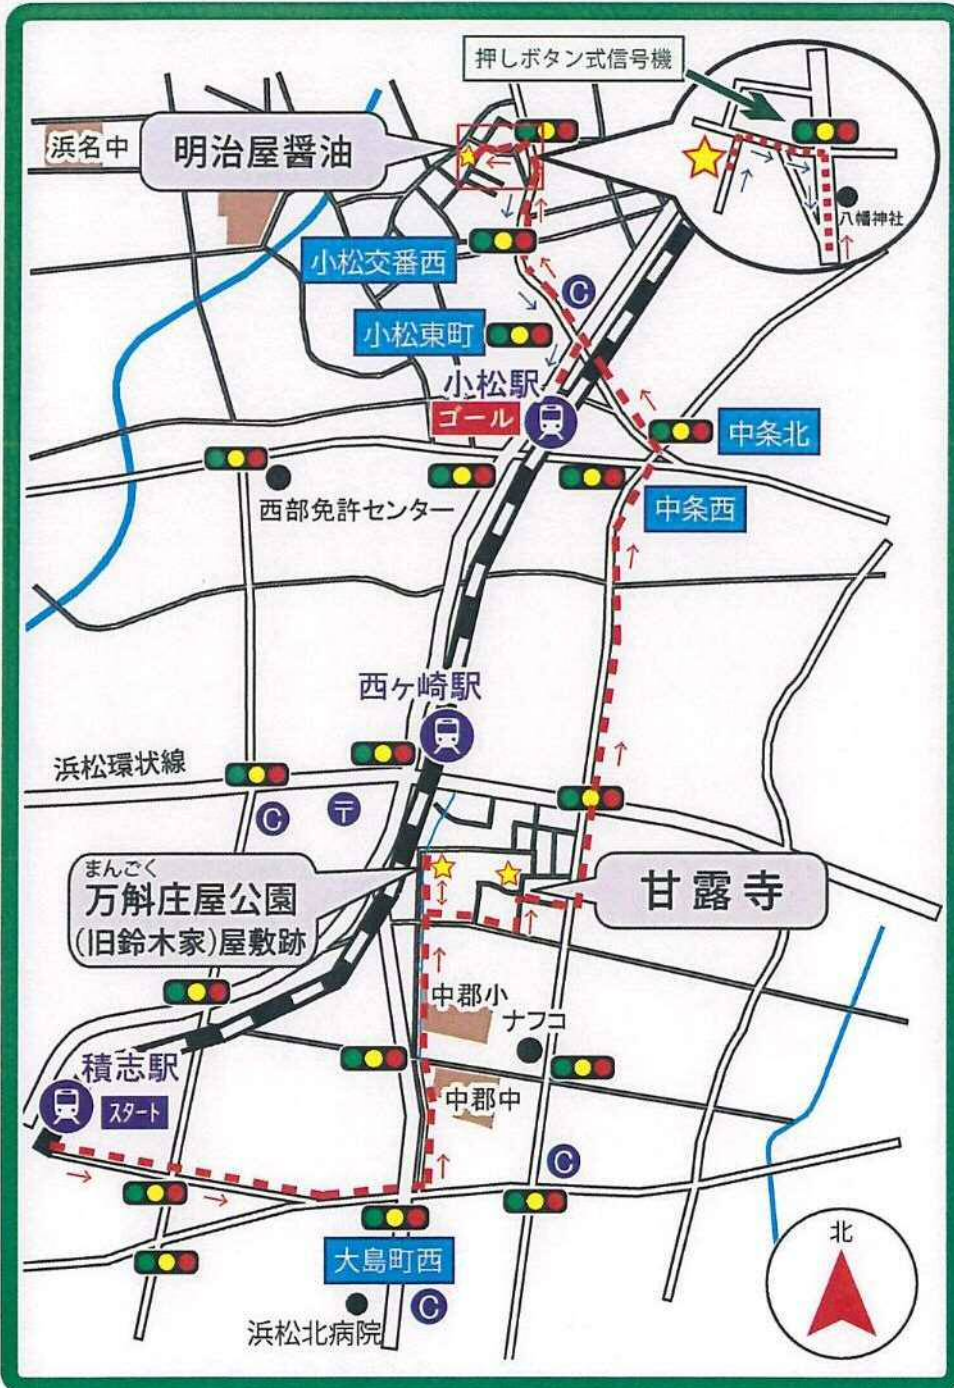 押しボタン式信号機
浜名中
明治屋醤油
八幡神社
小松交番西
C
小松東町
小松駅
ゴール
中条北
西部免許センター
中条西
西ヶ崎駅
浜松環状線
C
〒
まんごく
万斛庄屋公園
(旧鈴木家)屋敷跡
甘露寺
中郡小
ナフコ
積志駅
スタート
中郡中
C
大島町西
北
C
浜松北病院